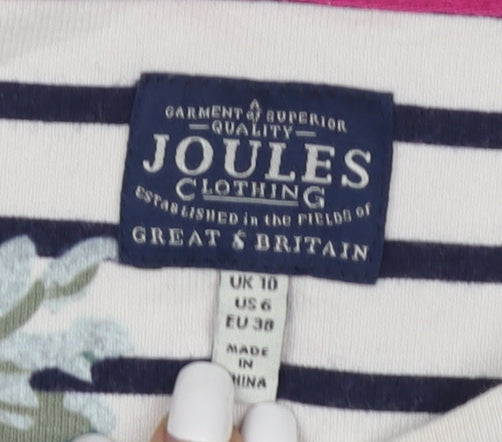 A
GARMENT of SUPERIOR
QUALITY
JOULES
CLOTHING
ESTABLISHED in the FIELDS of
GREAT & BRITAIN
UK 10
US 6
EU 38
MADE
IN